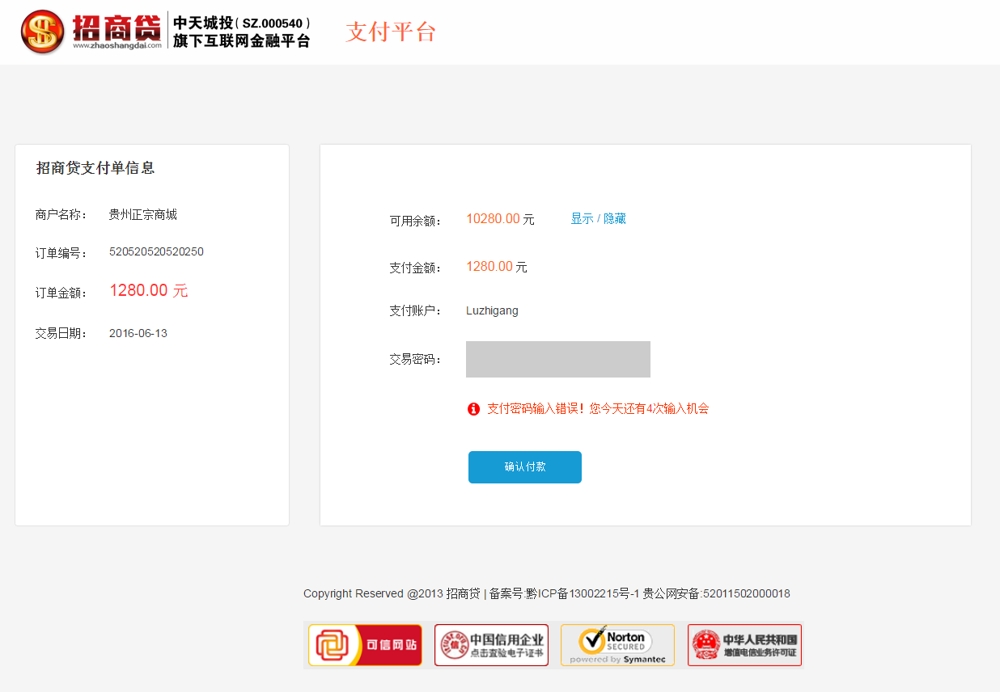 招商贷
www.zhaoshangdai.com
中天城投( SZ.000540 )
旗下互联网金融平台
支付平台
招商贷支付单信息
商户名称： 贵州正宗商城
订单编号： 520520520520250
订单金额： 1280.00 元
交易日期： 2016-06-13
可用余额： 10280.00 元 显示 / 隐藏
支付金额： 1280.00 元
支付账户： Luzhigang
交易密码：
支付密码输入错误！您今天还有4次输入机会
确认付款
Copyright Reserved @2013 招商贷 | 备案号:黔ICP备13002215号-1 贵公网安备:52011502000018
可信网站
中国信用企业
点击查验电子证书
Norton
SECURED
powered by Symantec
中华人民共和国
增值电信业务许可证